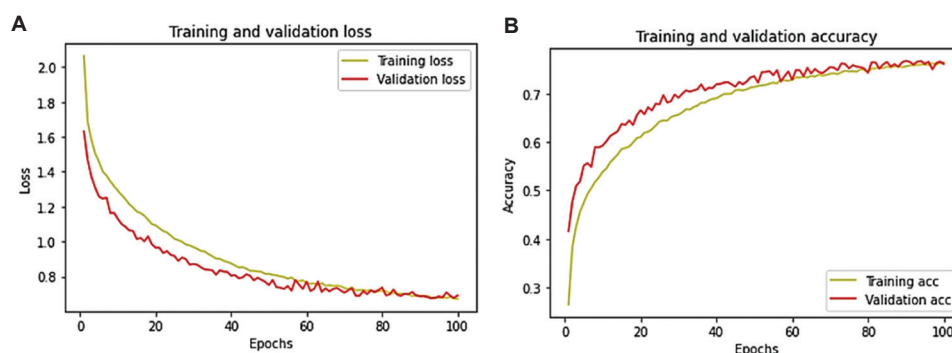 A
Training and validation loss
Training loss
Validation loss
2.0
1.8
1.6
1.4
1.2
1.0
0.8
Loss
0
20
40
60
80
100
Epochs
B
Training and validation accuracy
0.7
0.6
0.5
0.4
0.3
Accuracy
Training acc
Validation acc
0
20
40
60
80
100
Epochs